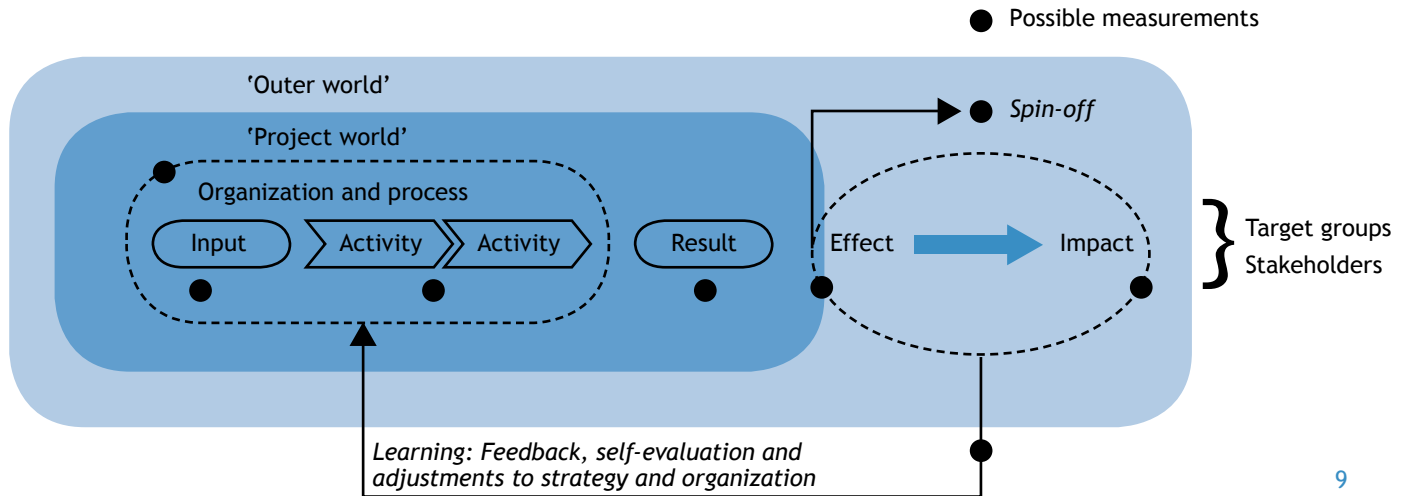 Possible measurements
‘Outer world’
Spin-off
‘Project world’
Organization and process
Input
Activity
Activity
Result
Effect
Impact
Target groups
Stakeholders
Learning: Feedback, self-evaluation and
adjustments to strategy and organization
9